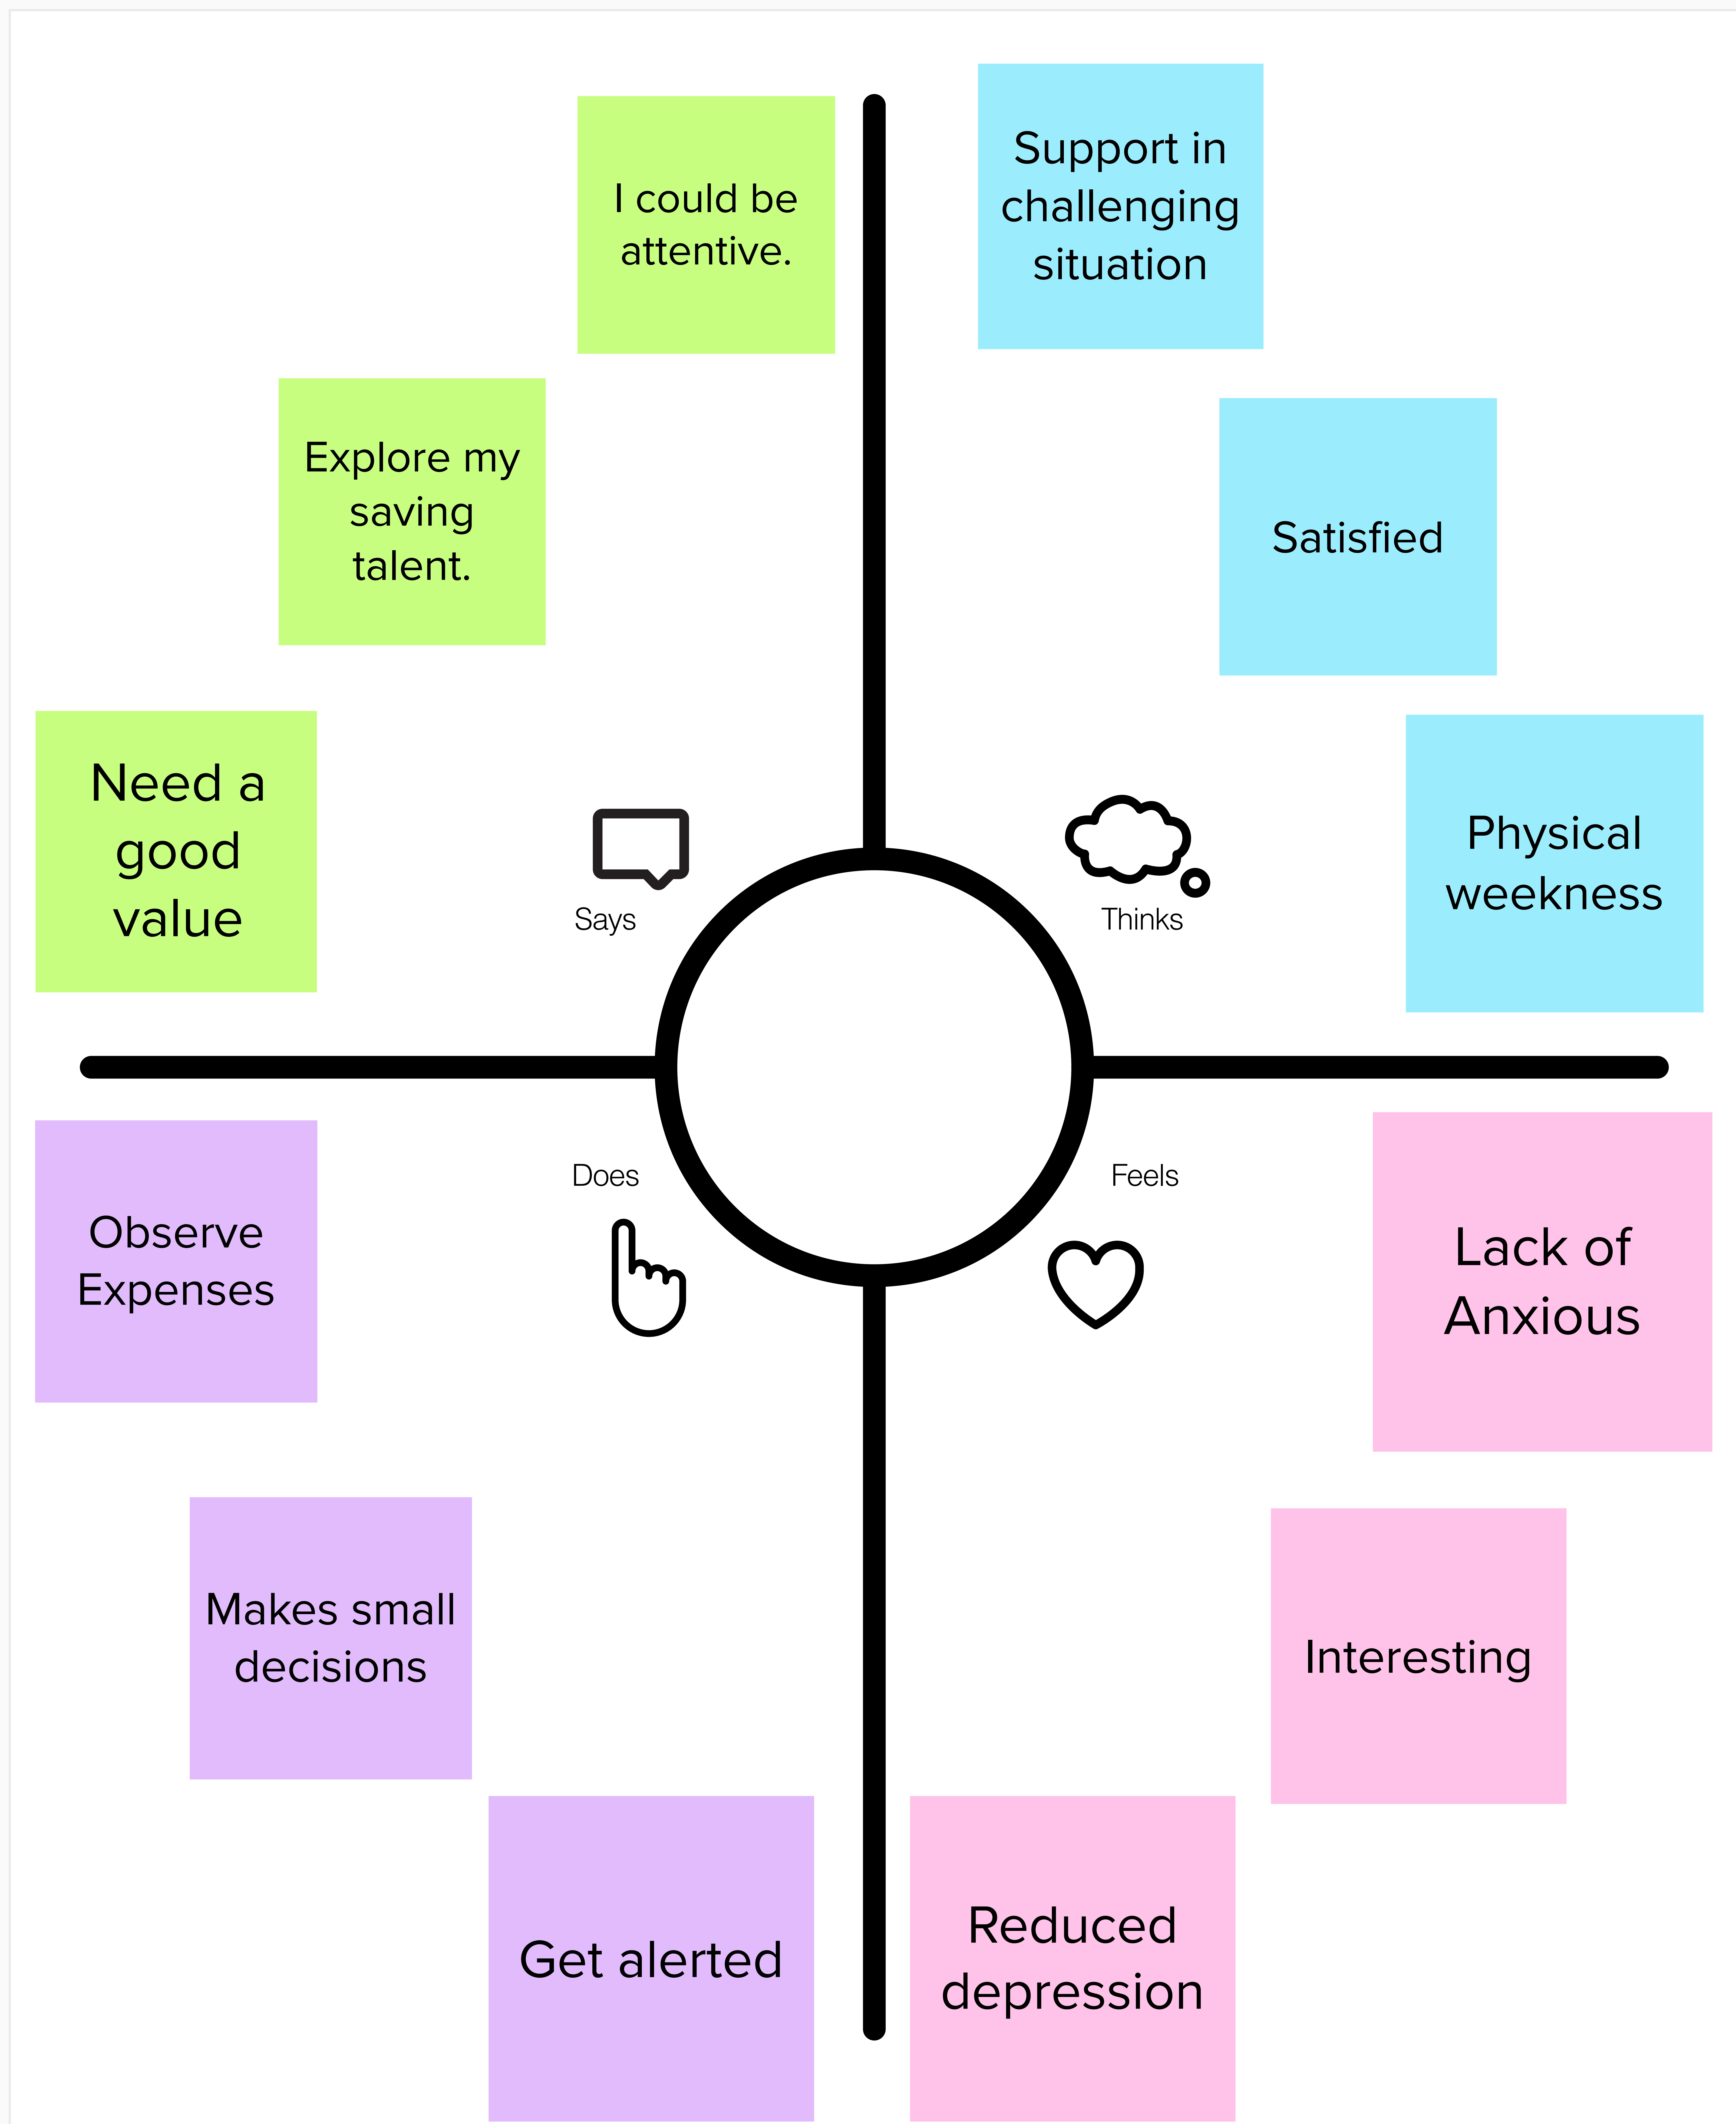 I could be
attentive.
Support in
challenging
situation
Explore my
saving
talent.
Satisfied
Need a
good
value
Physical
weekness
Says
Thinks
Does
Feels
Observe
Expenses
Lack of
Anxious
Makes small
decisions
Interesting
Get alerted
Reduced
depression